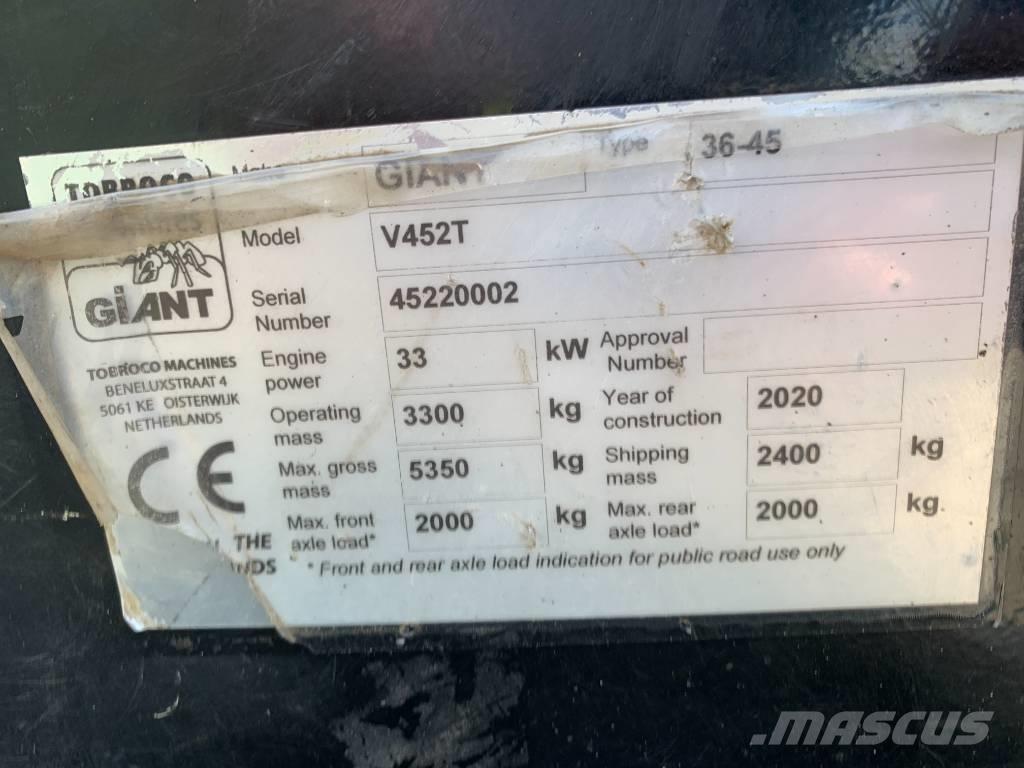 TOBROCO
GIANT
TOBROCO MACHINES
BENELUXSTRAAT 4
5061 KE OISTERWIJK
NETHERLANDS
CE
THE
GIANT Type 36-45
Model V452T
Serial Number 45220002
Engine power 33 kW Approval Number
Operating mass 3300 kg Year of construction 2020
Max. gross mass 5350 kg Shipping mass 2400 kg
Max. front axle load* 2000 kg Max. rear axle load* 2000 kg
* Front and rear axle load indication for public road use only
MASCUS